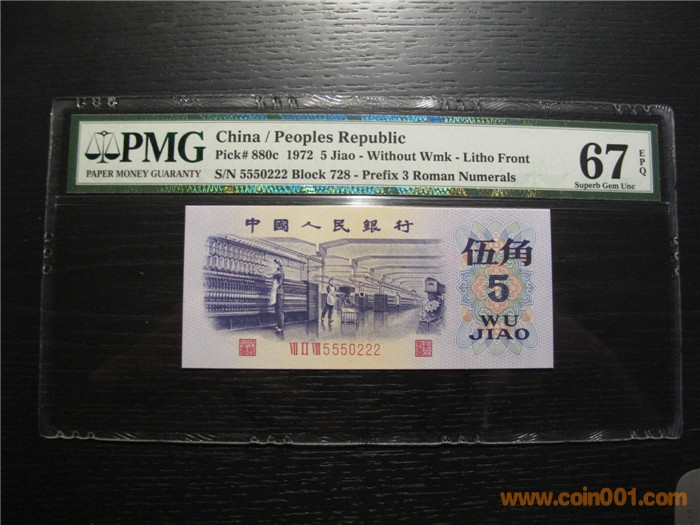 PMG
PAPER MONEY GUARANTY
China / Peoples Republic
Pick# 880c 1972 5 Jiao - Without Wmk - Litho Front
S/N 5550222 Block 728 - Prefix 3 Roman Numerals
67 EPQ
Superb Gem Unc
中國人民銀行
伍角
5
WU
JIAO
VII II VIII 5550222
www.coin001.com